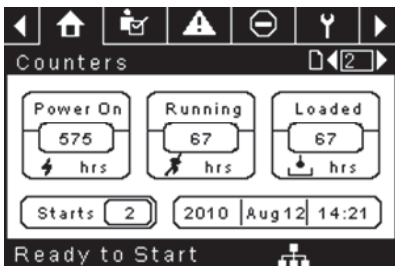 Counters 2
Power On Running Loaded
575 67 67
hrs hrs hrs
Starts 2 2010 Aug12 14:21
Ready to Start